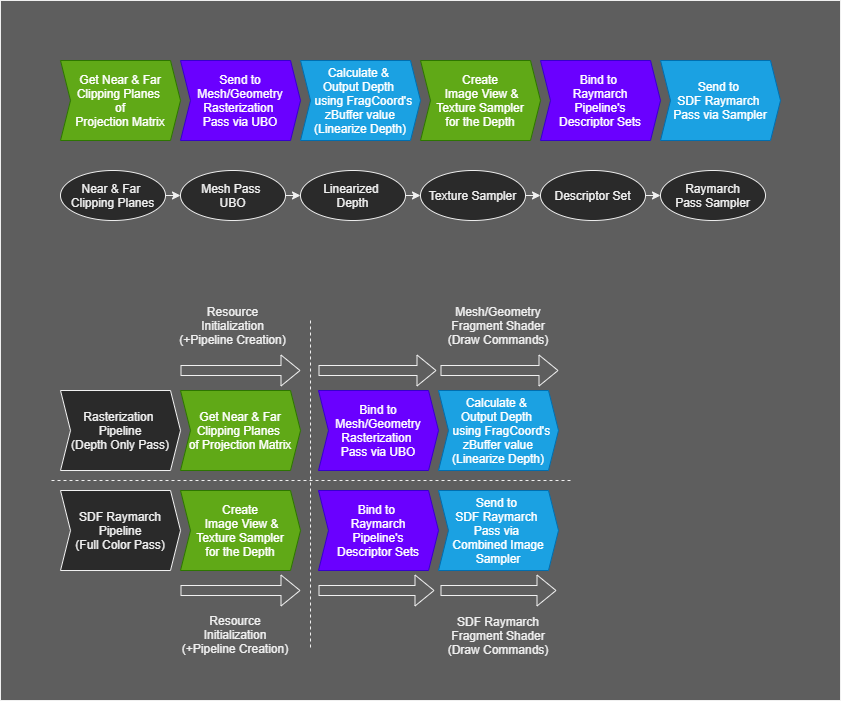 Get Near & Far
Clipping Planes
of
Projection Matrix
Send to
Mesh/Geometry
Rasterization
Pass via UBO
Calculate &
Output Depth
using FragCoord's
zBuffer value
(Linearize Depth)
Create
Image View &
Texture Sampler
for the Depth
Bind to
Raymarch
Pipeline's
Descriptor Sets
Send to
SDF Raymarch
Pass via Sampler
Near & Far
Clipping Planes
Mesh Pass
UBO
Linearized
Depth
Texture Sampler
Descriptor Set
Raymarch
Pass Sampler
Resource
Initialization
(+Pipeline Creation)
Mesh/Geometry
Fragment Shader
(Draw Commands)
Rasterization
Pipeline
(Depth Only Pass)
Get Near & Far
Clipping Planes
of Projection Matrix
Bind to
Mesh/Geometry
Rasterization
Pass via UBO
Calculate &
Output Depth
using FragCoord's
zBuffer value
(Linearize Depth)
SDF Raymarch
Pipeline
(Full Color Pass)
Create
Image View &
Texture Sampler
for the Depth
Bind to
Raymarch
Pipeline's
Descriptor Sets
Send to
SDF Raymarch
Pass via
Combined Image
Sampler
Resource
Initialization
(+Pipeline Creation)
SDF Raymarch
Fragment Shader
(Draw Commands)